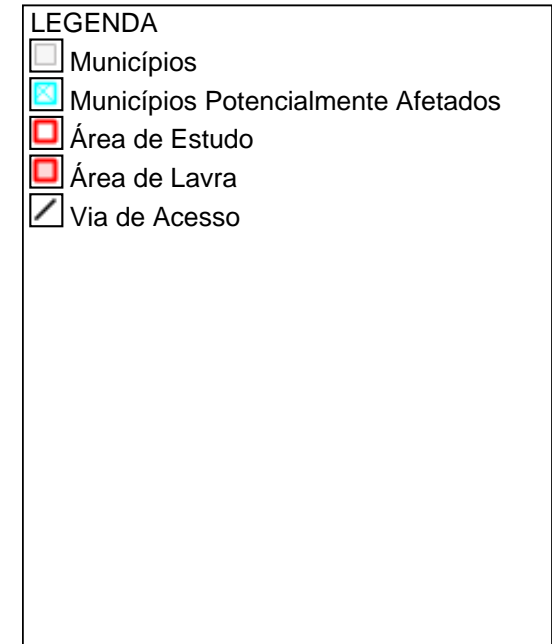 LEGENDA
Municípios
Municípios Potencialmente Afetados
Área de Estudo
Área de Lavra
Via de Acesso